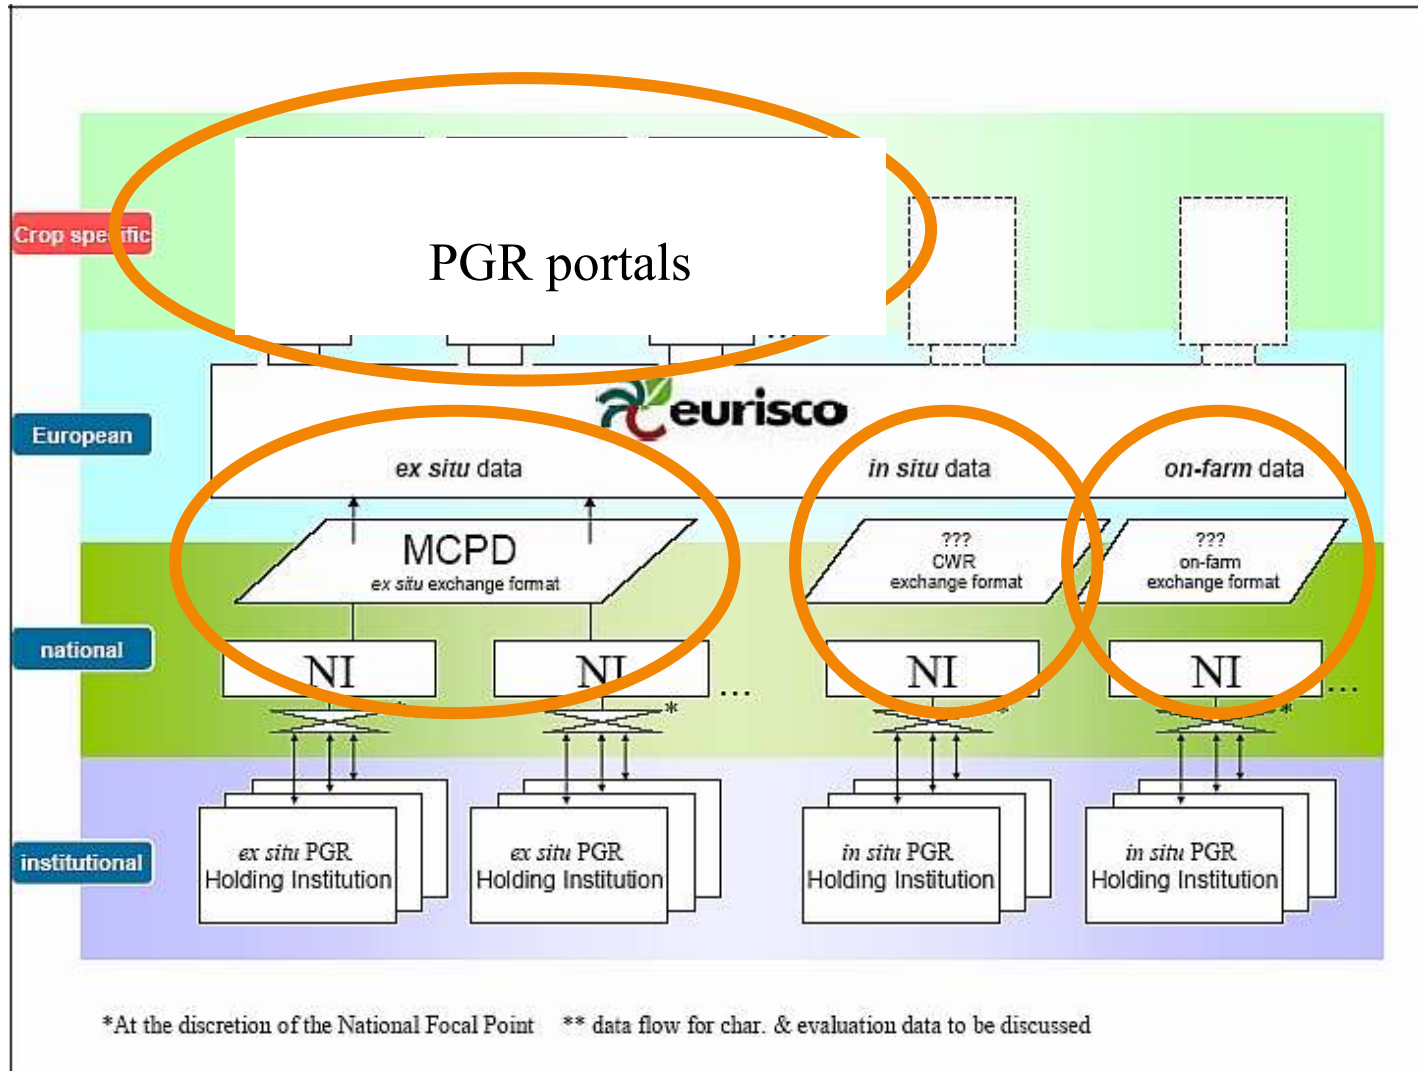 Crop specific
PGR portals
...
European
eurisco
ex situ data
in situ data
on-farm data
MCPD
ex situ exchange format
???
CWR
exchange format
???
on-farm
exchange format
national
NI
NI
...
NI
NI
...
*
*
*
*
institutional
ex situ PGR
Holding Institution
ex situ PGR
Holding Institution
in situ PGR
Holding Institution
in situ PGR
Holding Institution
*At the discretion of the National Focal Point ** data flow for char. & evaluation data to be discussed